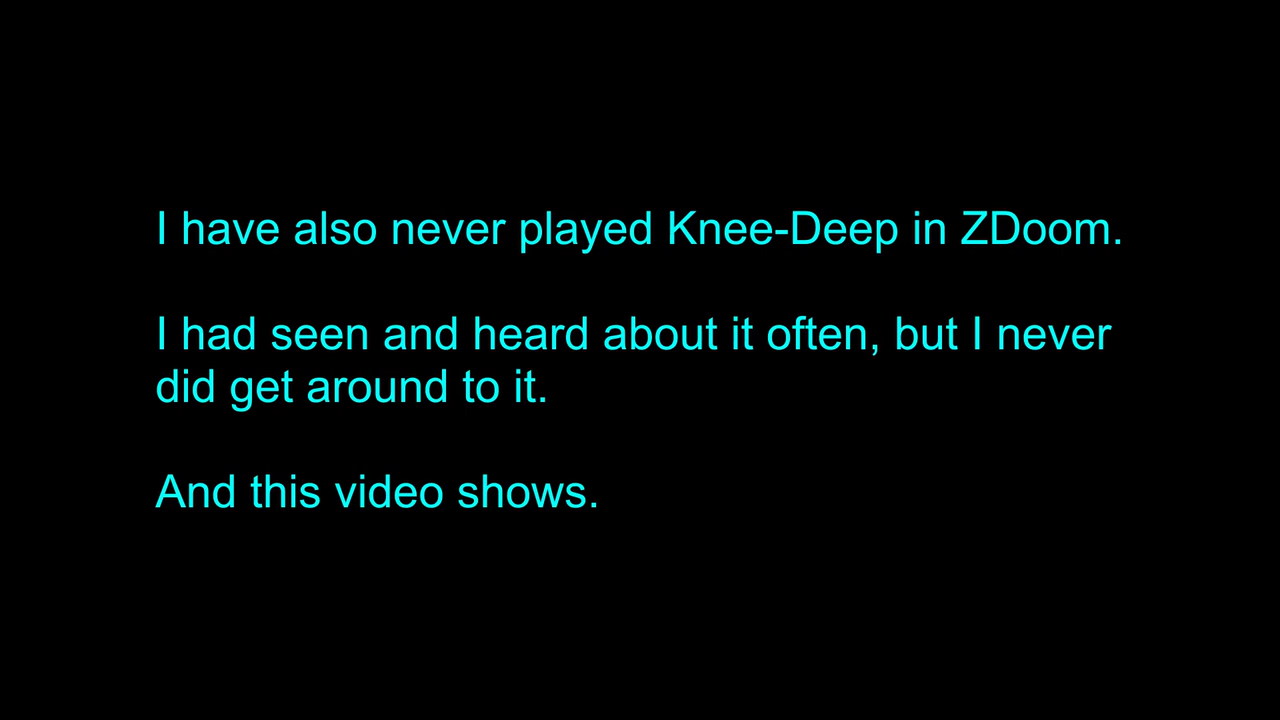 I have also never played Knee-Deep in ZDoom.
I had seen and heard about it often, but I never
did get around to it.
And this video shows.